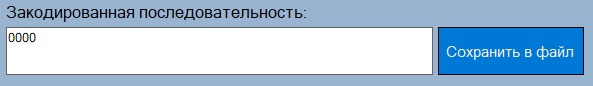 Закодированная последовательность:
0000
Сохранить в файл